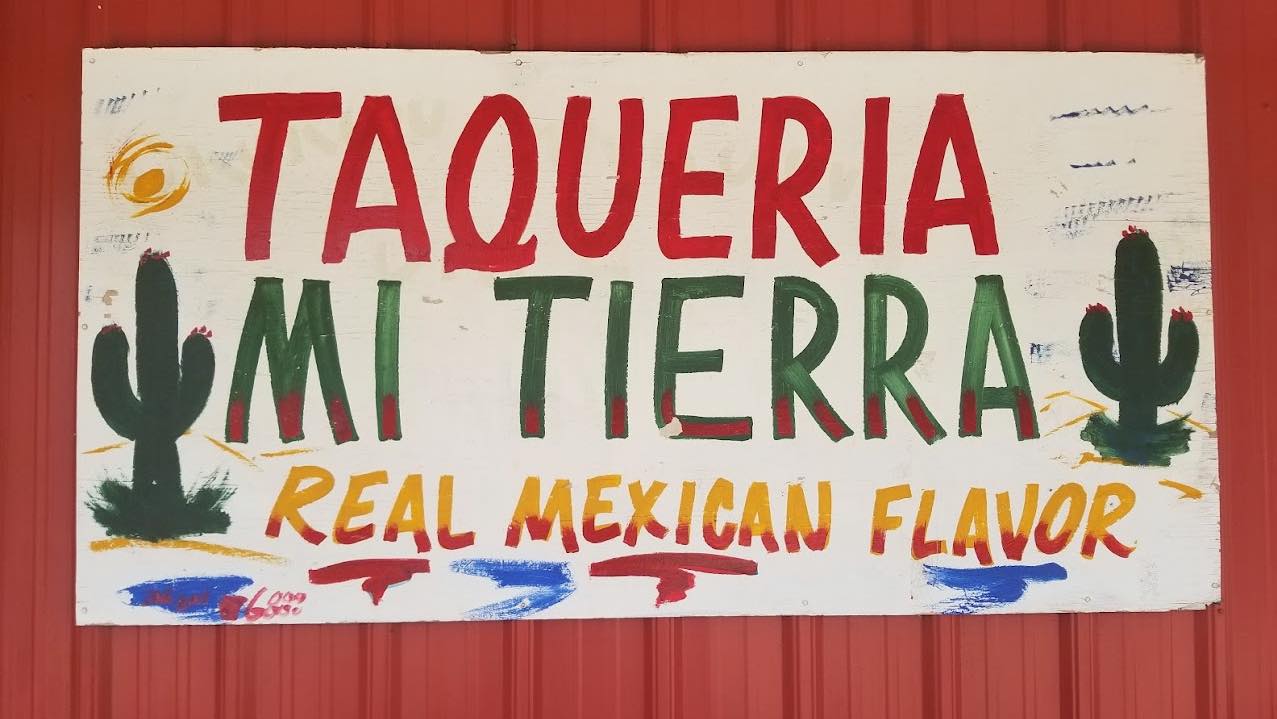 TAQUERIA
MI TIERRA
REAL MEXICAN FLAVOR